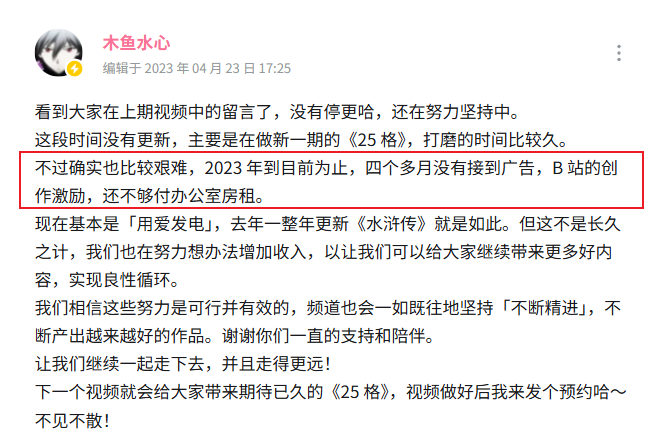 木鱼水心
编辑于 2023 年 04 月 23 日 17:25
看到大家在上期视频中的留言了，没有停更哈，还在努力坚持中。
这段时间没有更新，主要是在做新一期的《25 格》，打磨的时间比较久。
不过确实也比较艰难，2023 年到目前为止，四个多月没有接到广告，B 站的创
作激励，还不够付办公室房租。
现在基本是「用爱发电」，去年一整年更新《水浒传》就是如此。但这不是长久
之计，我们也在努力想办法增加收入，以让我们可以给大家继续带来更多好内
容，实现良性循环。
我们相信这些努力是可行并有效的，频道也会一如既往地坚持「不断精进」，不
断产出越来越好的作品。谢谢你们一直的支持和陪伴。
让我们继续一起走下去，并且走得更远！
下一个视频就会给大家带来期待已久的《25 格》，视频做好后我来发个预约哈～
不见不散！